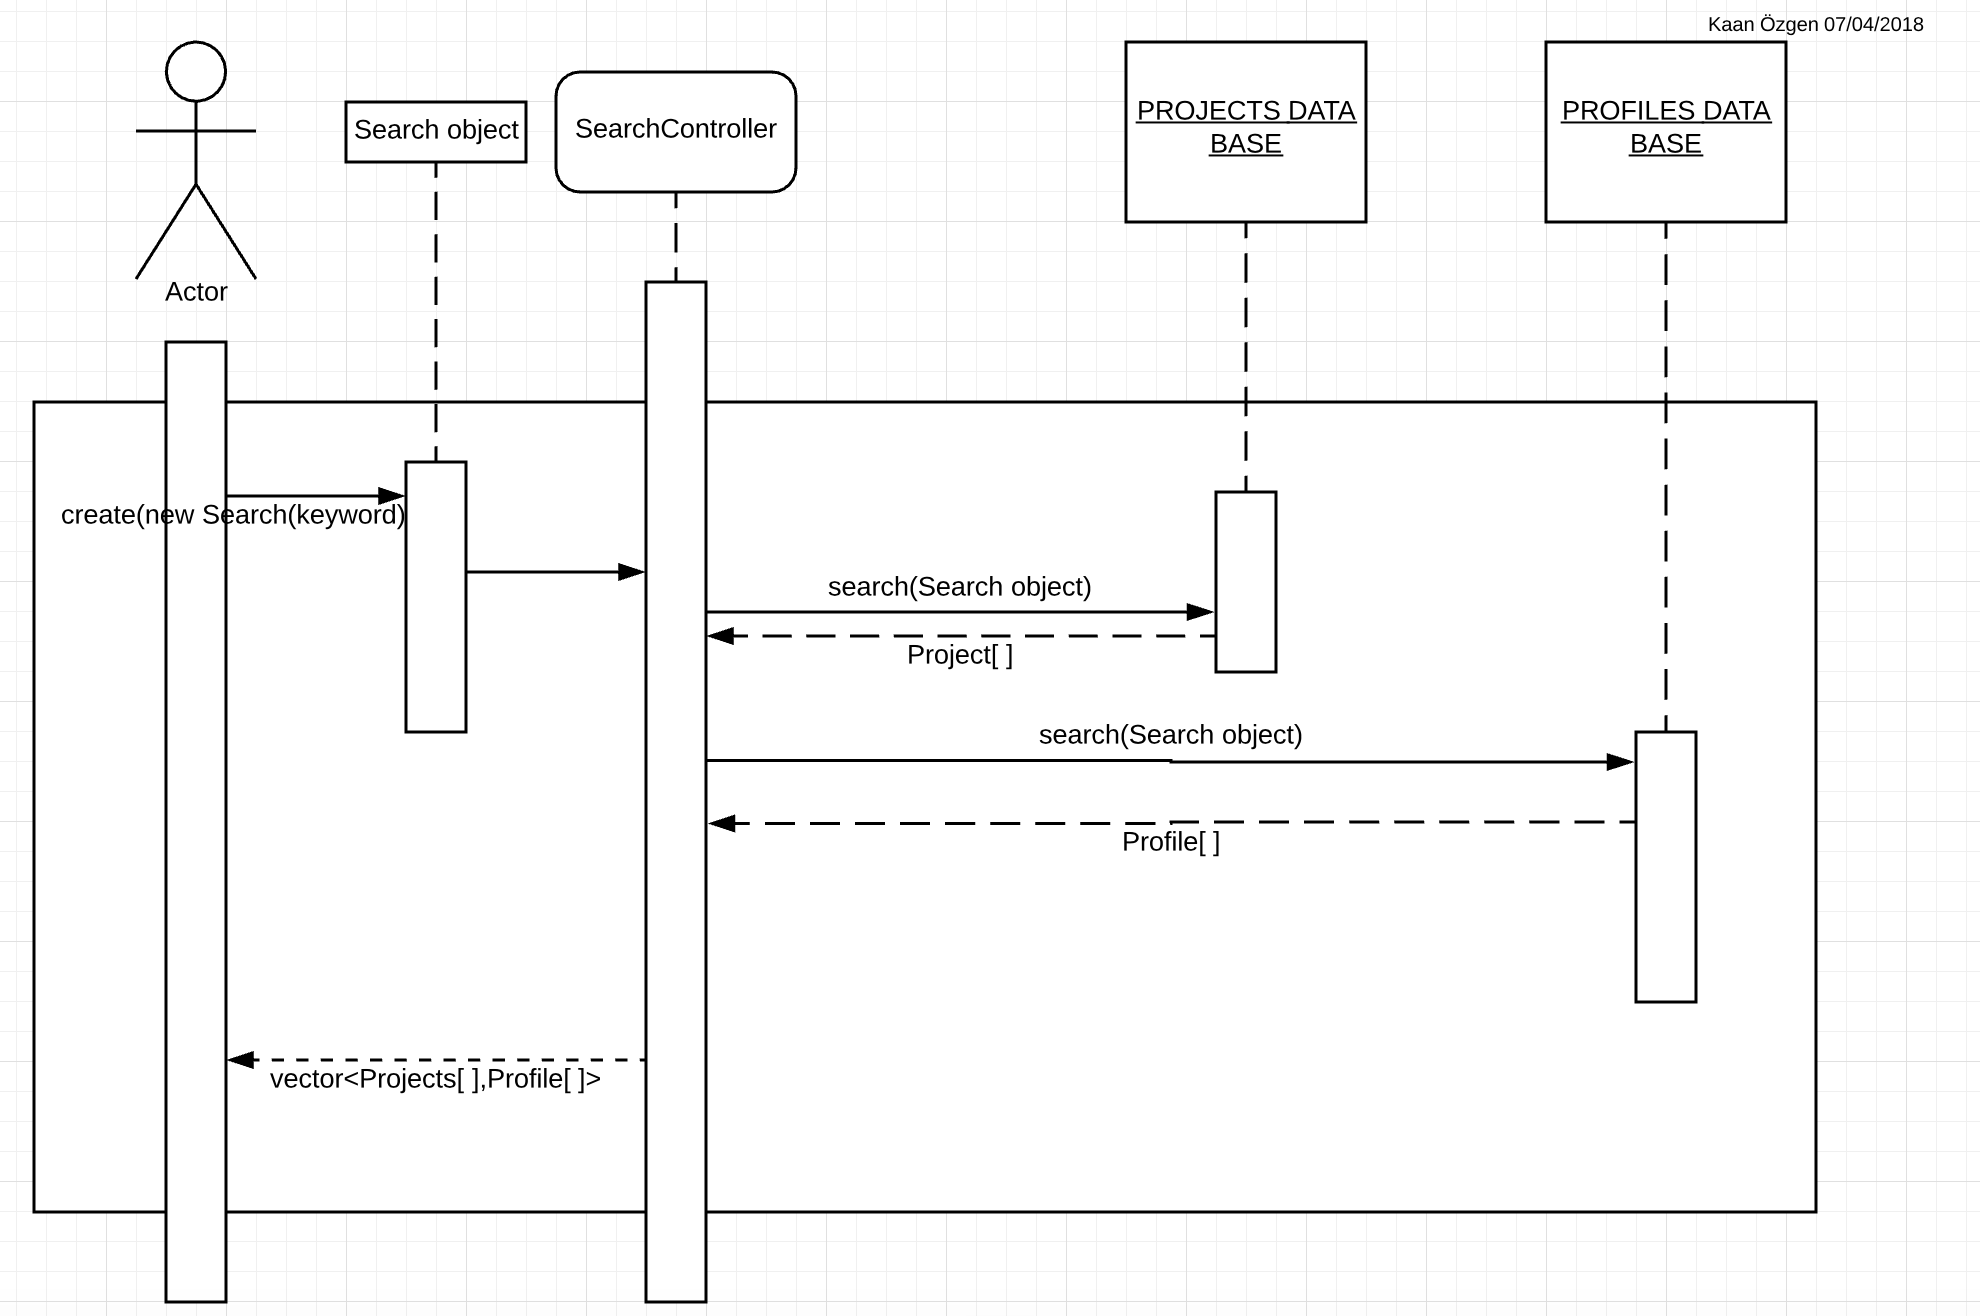 Kaan Özgen 07/04/2018
Search object
SearchController
PROJECTS DATA
BASE
PROFILES DATA
BASE
Actor
create(new Search(keyword)
search(Search object)
Project[ ]
search(Search object)
Profile[ ]
vector<Projects[ ],Profile[ ]>